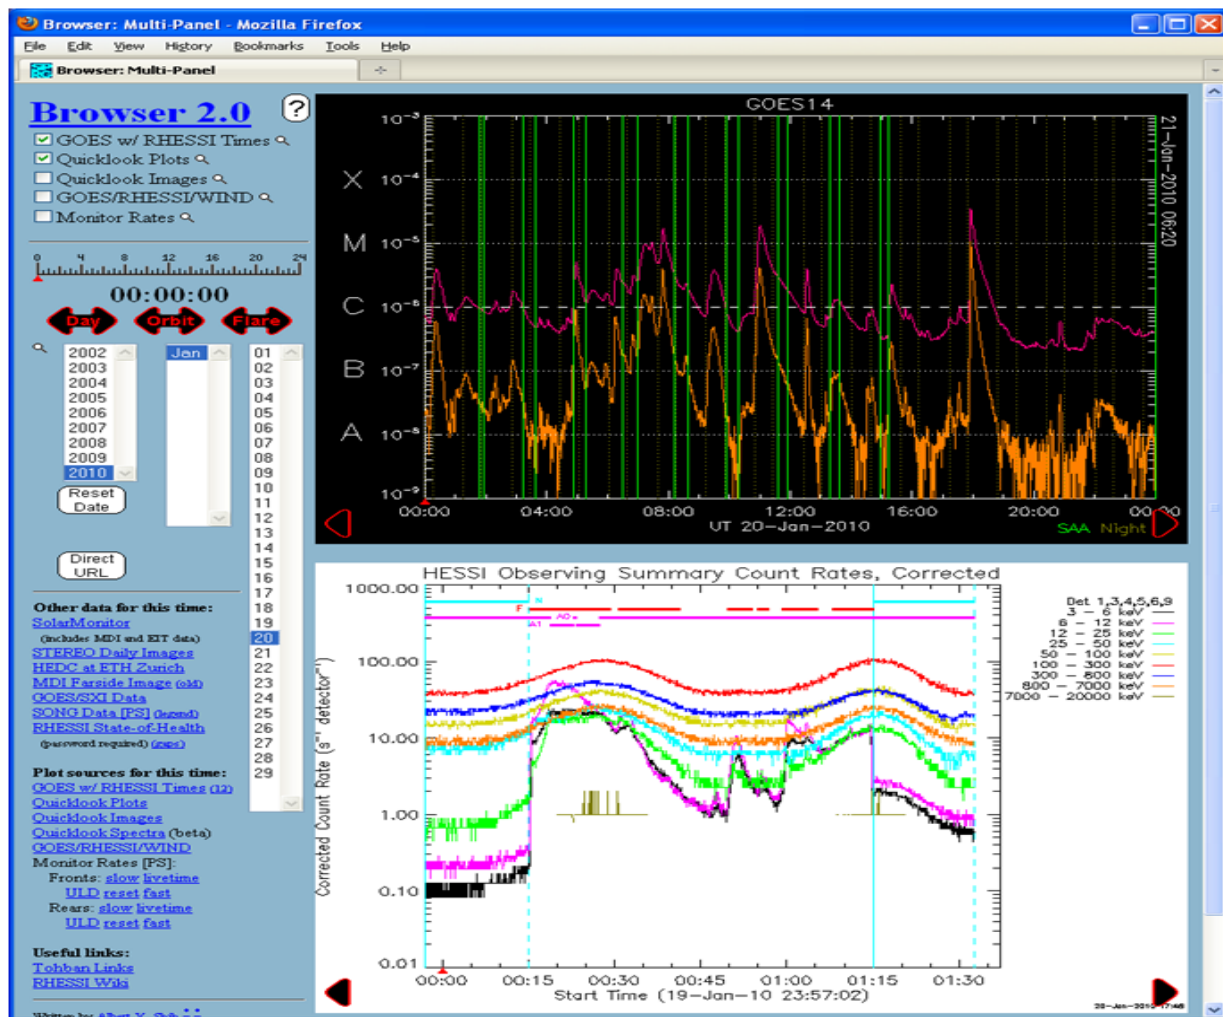 Browser: Multi-Panel - Mozilla Firefox
File Edit View History Bookmarks Tools Help
Browser: Multi-Panel
Browser 2.0 ?
GOES w/ RHESSI Times
Quicklook Plots
Quicklook Images
GOES/RHESSI/WIND
Monitor Rates
0 4 8 12 16 20 24
00:00:00
Day Orbit Flare
2002
2003
2004
2005
2006
2007
2008
2009
2010
Jan
01
02
03
04
05
06
07
08
09
10
11
12
13
14
15
16
17
18
19
20
21
22
23
24
25
26
27
28
29
Reset
Date
Direct
URL
Other data for this time:
SolarMonitor
(includes MDI and EIT data)
STEREO Daily Images
HEDC at ETH Zurich
MDI Farside Image (old)
GOES/SXI Data
SONG Data [PS] (legend)
RHESSI State-of-Health
(password required) (gaps)
Plot sources for this time:
GOES w/ RHESSI Times (12)
Quicklook Plots
Quicklook Images
Quicklook Spectra (beta)
GOES/RHESSI/WIND
Monitor Rates [PS]:
Fronts: slow livetime
ULD reset fast
Rears: slow livetime
ULD reset fast
Useful links:
Tohban Links
RHESSI Wiki
GOES14
21-Jan-2010 06:20
10⁻³
X 10⁻⁴
M 10⁻⁵
C 10⁻⁶
B 10⁻⁷
A 10⁻⁸
10⁻⁹
00:00 04:00 08:00 12:00 16:00 20:00 00:00
UT 20-Jan-2010
SAA Night
HESSI Observing Summary Count Rates, Corrected
Corrected Count Rate (s⁻¹ detector⁻¹)
1000.00
100.00
10.00
1.00
0.10
0.01
N
F
A0
A1
Det 1,3,4,5,6,9
3 - 6 keV
6 - 12 keV
12 - 25 keV
25 - 50 keV
50 - 100 keV
100 - 300 keV
300 - 800 keV
800 - 7000 keV
7000 - 20000 keV
00:00 00:15 00:30 00:45 01:00 01:15 01:30
Start Time (19-Jan-10 23:57:02)